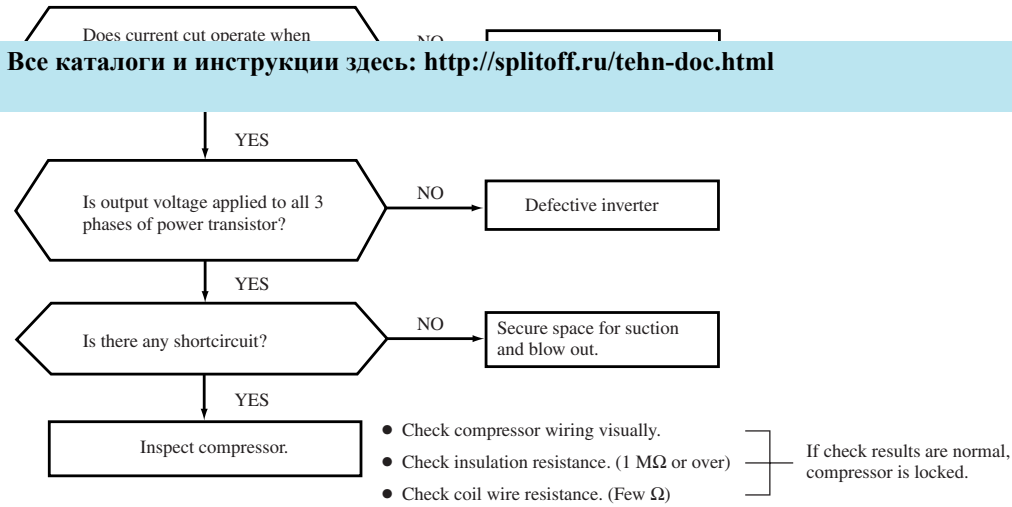 Does current cut operate when
NO
Все каталоги и инструкции здесь: http://splitoff.ru/tehn-doc.html
YES
Is output voltage applied to all 3
phases of power transistor?
NO
Defective inverter
YES
Is there any shortcircuit?
NO
Secure space for suction
and blow out.
YES
Inspect compressor.
● Check compressor wiring visually.
● Check insulation resistance. (1 MΩ or over)
● Check coil wire resistance. (Few Ω)
If check results are normal,
compressor is locked.